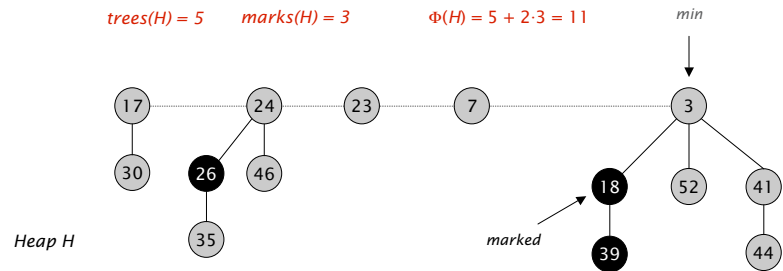 trees(H) = 5 marks(H) = 3 Φ(H) = 5 + 2⋅3 = 11 min
17 24 23 7 3
30 26 46 18 52 41
Heap H 35 marked 39 44